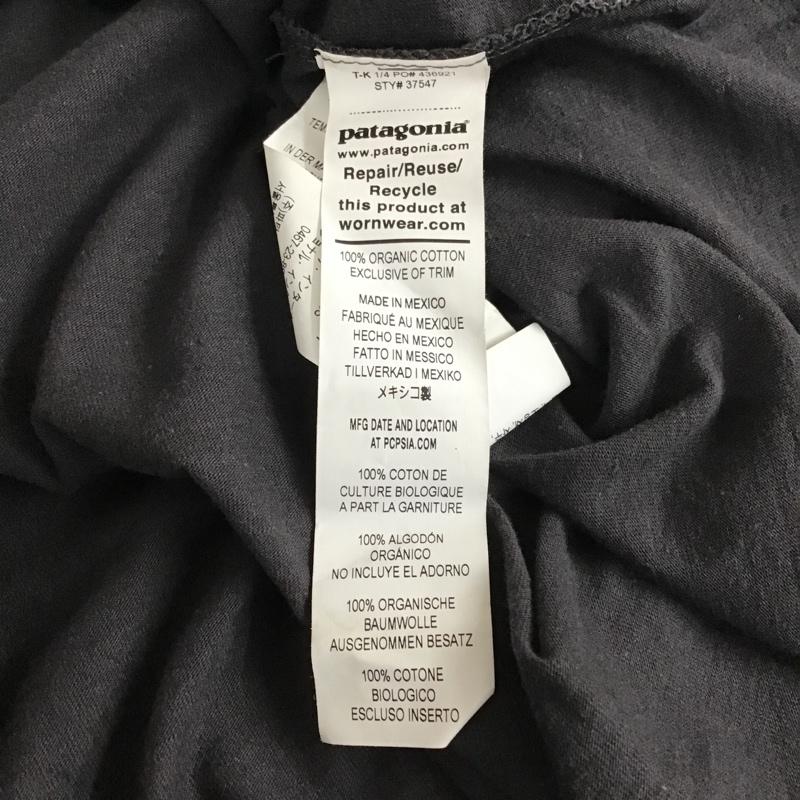 T-K 1/4 PO# 436921
STY# 37547
patagonia®
www.patagonia.com
Repair/Reuse/
Recycle
this product at
wornwear.com
100% ORGANIC COTTON
EXCLUSIVE OF TRIM
MADE IN MEXICO
FABRIQUÉ AU MEXIQUE
HECHO EN MEXICO
FATTO IN MESSICO
TILLVERKAD I MEXIKO
メキシコ製
MFG DATE AND LOCATION
AT PCPSIA.COM
100% COTON DE
CULTURE BIOLOGIQUE
A PART LA GARNITURE
100% ALGODÓN
ORGÁNICO
NO INCLUYE EL ADORNO
100% ORGANISCHE
BAUMWOLLE
AUSGENOMMEN BESATZ
100% COTONE
BIOLOGICO
ESCLUSO INSERTO
IN DER